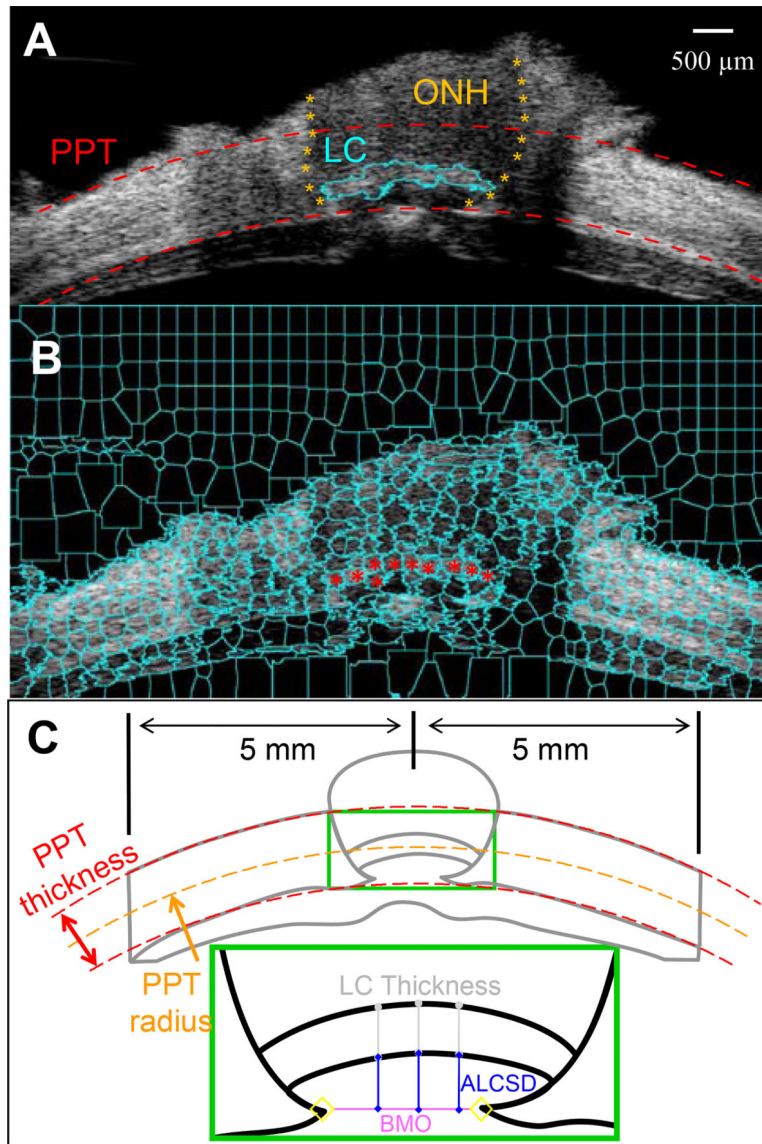 A
500 µm
ONH
PPT
LC
B
C
5 mm
5 mm
PPT
thickness
PPT
radius
LC Thickness
ALCSD
BMO